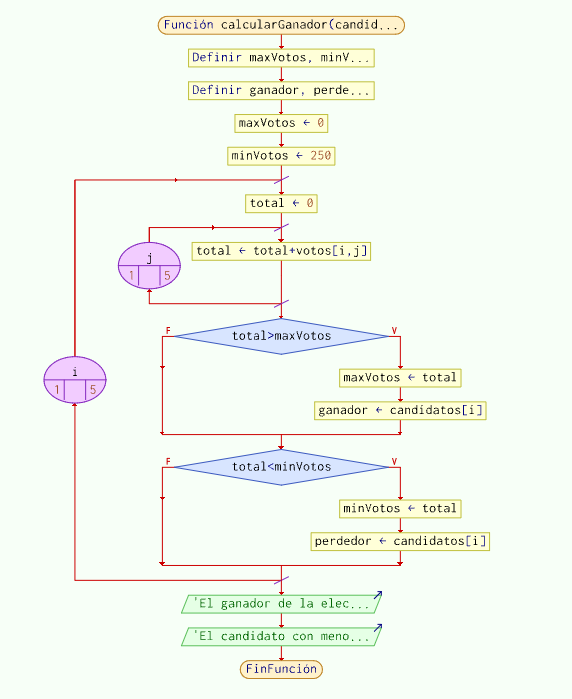 Función calcularGanador(candid...
Definir maxVotos, minV...
Definir ganador, perde...
maxVotos ← 0
minVotos ← 250
total ← 0
j
1 5
total ← total+votos[i,j]
F
total>maxVotos
V
i
1 5
maxVotos ← total
ganador ← candidatos[i]
F
total<minVotos
V
minVotos ← total
perdedor ← candidatos[i]
'El ganador de la elec...
'El candidato con meno...
FinFunción